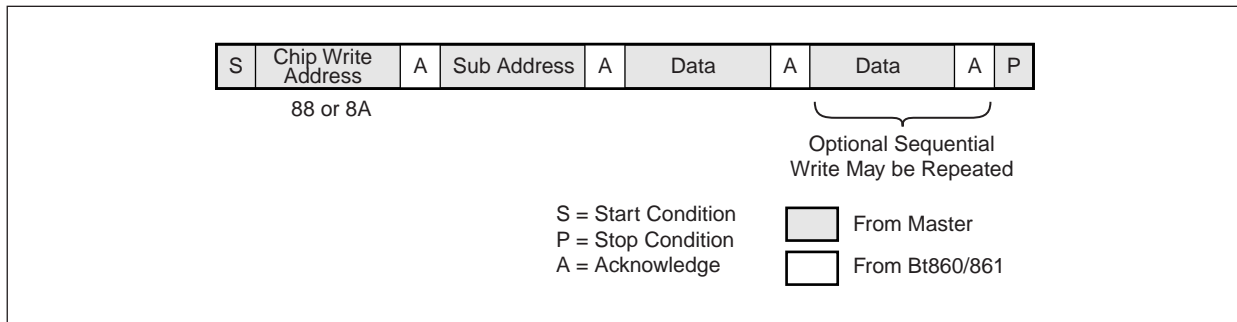 S Chip Write Address A Sub Address A Data A Data A P
88 or 8A
Optional Sequential
Write May be Repeated
S = Start Condition
P = Stop Condition
A = Acknowledge
From Master
From Bt860/861